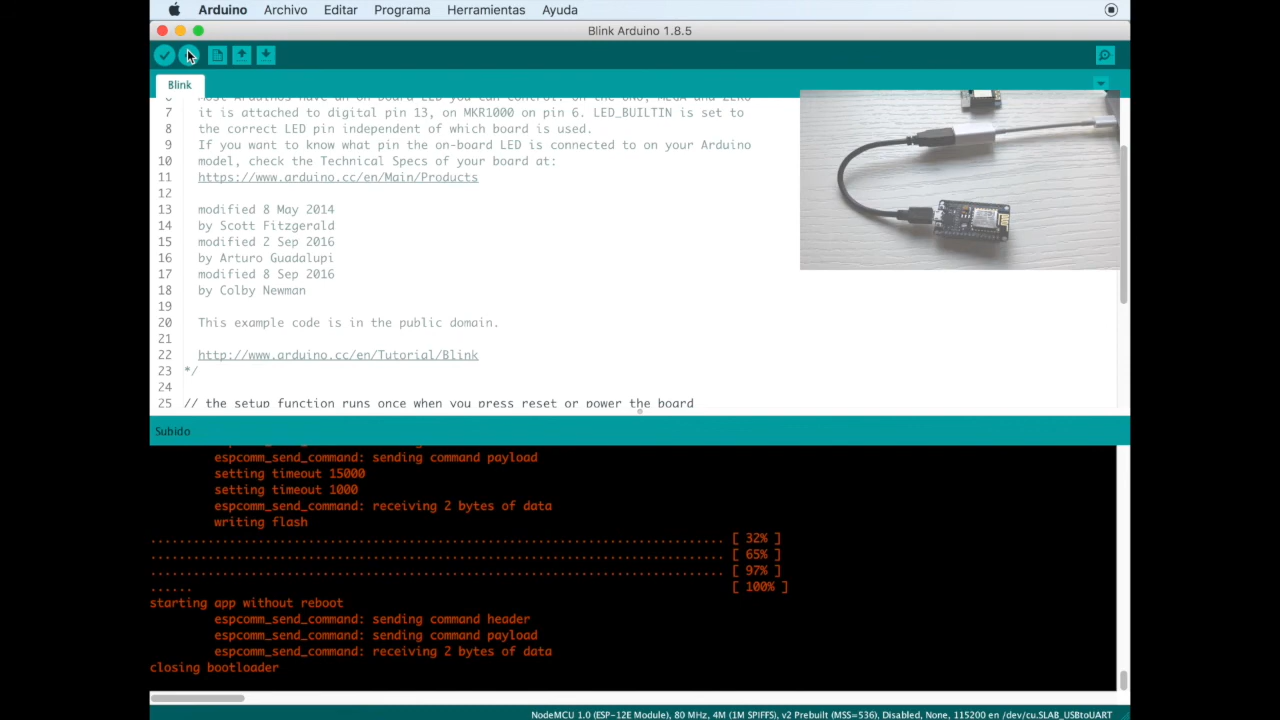 Arduino Archivo Editar Programa Herramientas Ayuda
Blink Arduino 1.8.5
Blink
7 it is attached to digital pin 13, on MKR1000 on pin 6. LED_BUILTIN is set to
8 the correct LED pin independent of which board is used.
9 If you want to know what pin the on-board LED is connected to on your Arduino
10 model, check the Technical Specs of your board at:
11 https://www.arduino.cc/en/Main/Products
12
13 modified 8 May 2014
14 by Scott Fitzgerald
15 modified 2 Sep 2016
16 by Arturo Guadalupi
17 modified 8 Sep 2016
18 by Colby Newman
19
20 This example code is in the public domain.
21
22 http://www.arduino.cc/en/Tutorial/Blink
23 */
24
25 // the setup function runs once when you press reset or power the board
Subido
espcomm_send_command: sending command payload
setting timeout 15000
setting timeout 1000
espcomm_send_command: receiving 2 bytes of data
writing flash
................................................................................ [ 32% ]
................................................................................ [ 65% ]
................................................................................ [ 97% ]
...... [ 100% ]
starting app without reboot
espcomm_send_command: sending command header
espcomm_send_command: sending command payload
espcomm_send_command: receiving 2 bytes of data
closing bootloader
NodeMCU 1.0 (ESP-12E Module), 80 MHz, 4M (1M SPIFFS), v2 Prebuilt (MSS=536), Disabled, None, 115200 en /dev/cu.SLAB_USBtoUART